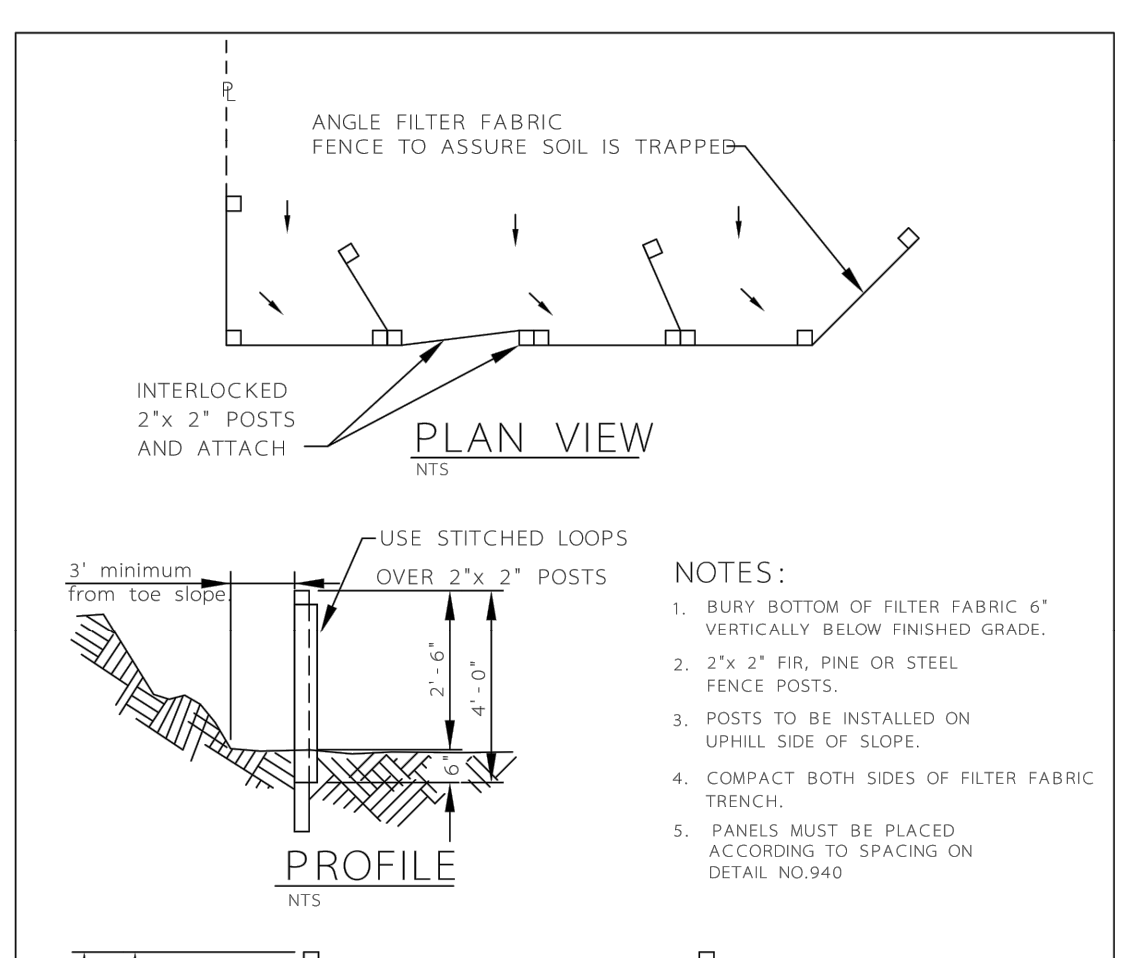 PL
ANGLE FILTER FABRIC
FENCE TO ASSURE SOIL IS TRAPPED
INTERLOCKED
2"x 2" POSTS
AND ATTACH
PLAN VIEW
NTS
USE STITCHED LOOPS
OVER 2"x 2" POSTS
3' minimum
from toe slope.
2'-6"
4'-0"
6"
PROFILE
NTS
NOTES:
1. BURY BOTTOM OF FILTER FABRIC 6"
VERTICALLY BELOW FINISHED GRADE.
2. 2"x 2" FIR, PINE OR STEEL
FENCE POSTS.
3. POSTS TO BE INSTALLED ON
UPHILL SIDE OF SLOPE.
4. COMPACT BOTH SIDES OF FILTER FABRIC
TRENCH.
5. PANELS MUST BE PLACED
ACCORDING TO SPACING ON
DETAIL NO.940